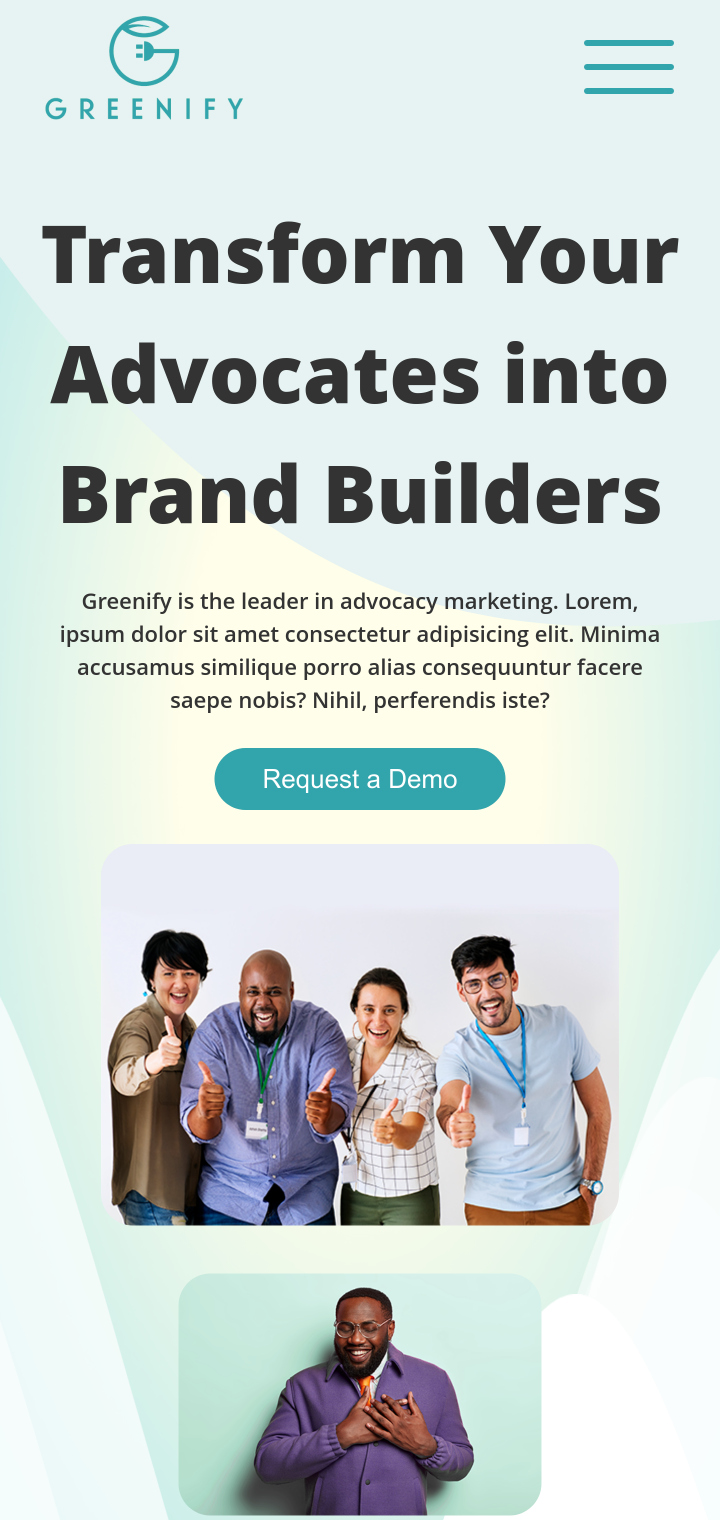 GREENIFY
Transform Your
Advocates into
Brand Builders
Greenify is the leader in advocacy marketing. Lorem,
ipsum dolor sit amet consectetur adipisicing elit. Minima
accusamus similique porro alias consequuntur facere
saepe nobis? Nihil, perferendis iste?
Request a Demo